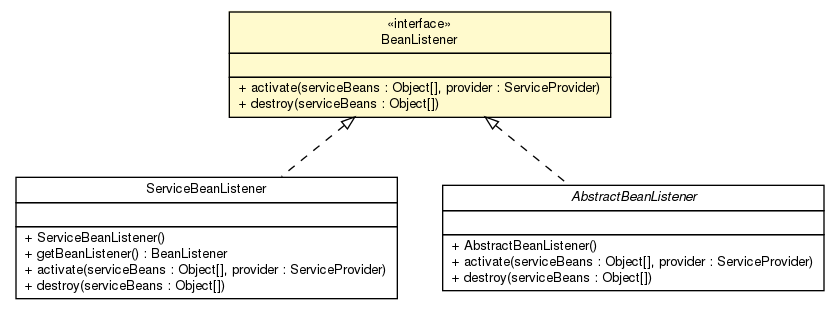 «interface»
BeanListener
+ activate(serviceBeans : Object[], provider : ServiceProvider)
+ destroy(serviceBeans : Object[])
ServiceBeanListener
+ ServiceBeanListener()
+ getBeanListener() : BeanListener
+ activate(serviceBeans : Object[], provider : ServiceProvider)
+ destroy(serviceBeans : Object[])
AbstractBeanListener
+ AbstractBeanListener()
+ activate(serviceBeans : Object[], provider : ServiceProvider)
+ destroy(serviceBeans : Object[])